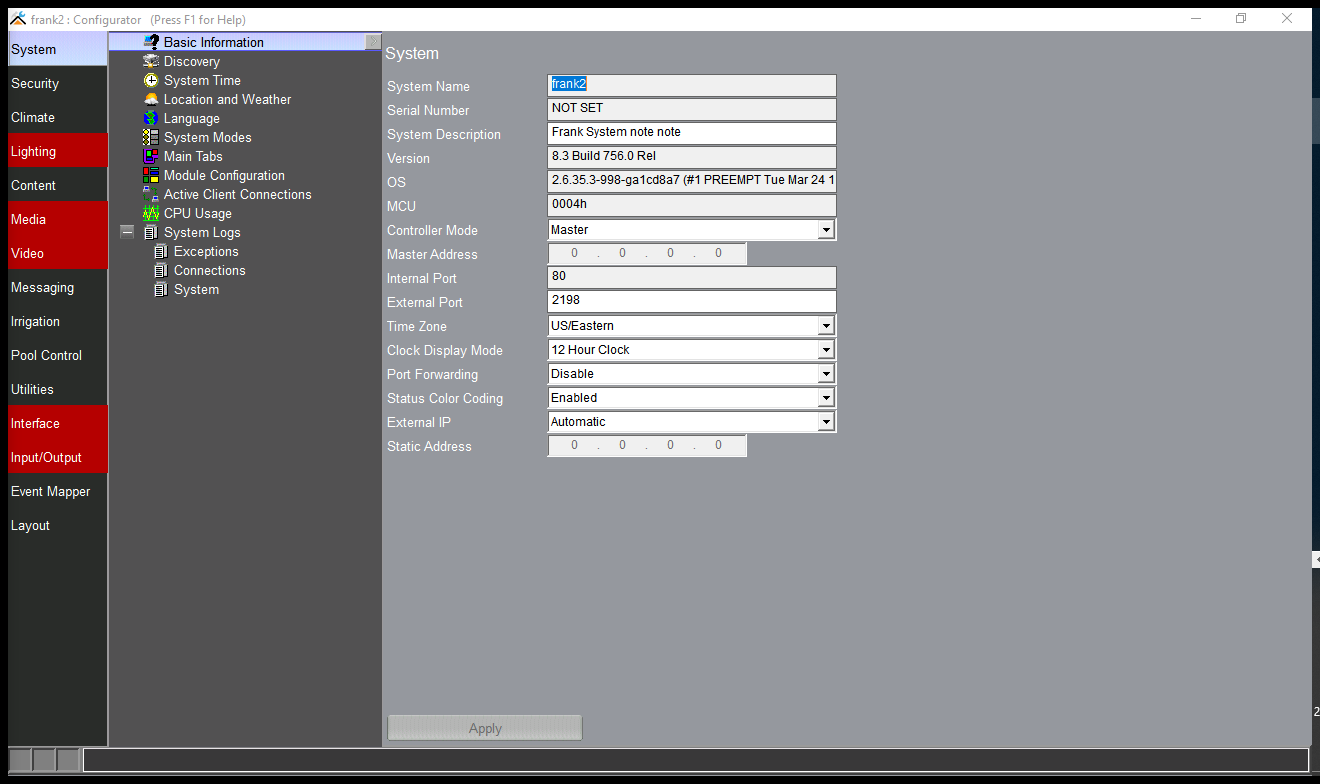 frank2 : Configurator (Press F1 for Help)
System
Security
Climate
Lighting
Content
Media
Video
Messaging
Irrigation
Pool Control
Utilities
Interface
Input/Output
Event Mapper
Layout
Basic Information
Discovery
System Time
Location and Weather
Language
System Modes
Main Tabs
Module Configuration
Active Client Connections
CPU Usage
System Logs
Exceptions
Connections
System
System
System Name frank2
Serial Number NOT SET
System Description Frank System note note
Version 8.3 Build 756.0 Rel
OS 2.6.35.3-998-ga1cd8a7 (#1 PREEMPT Tue Mar 24 1
MCU 0004h
Controller Mode Master
Master Address 0 . 0 . 0 . 0
Internal Port 80
External Port 2198
Time Zone US/Eastern
Clock Display Mode 12 Hour Clock
Port Forwarding Disable
Status Color Coding Enabled
External IP Automatic
Static Address 0 . 0 . 0 . 0
Apply
2